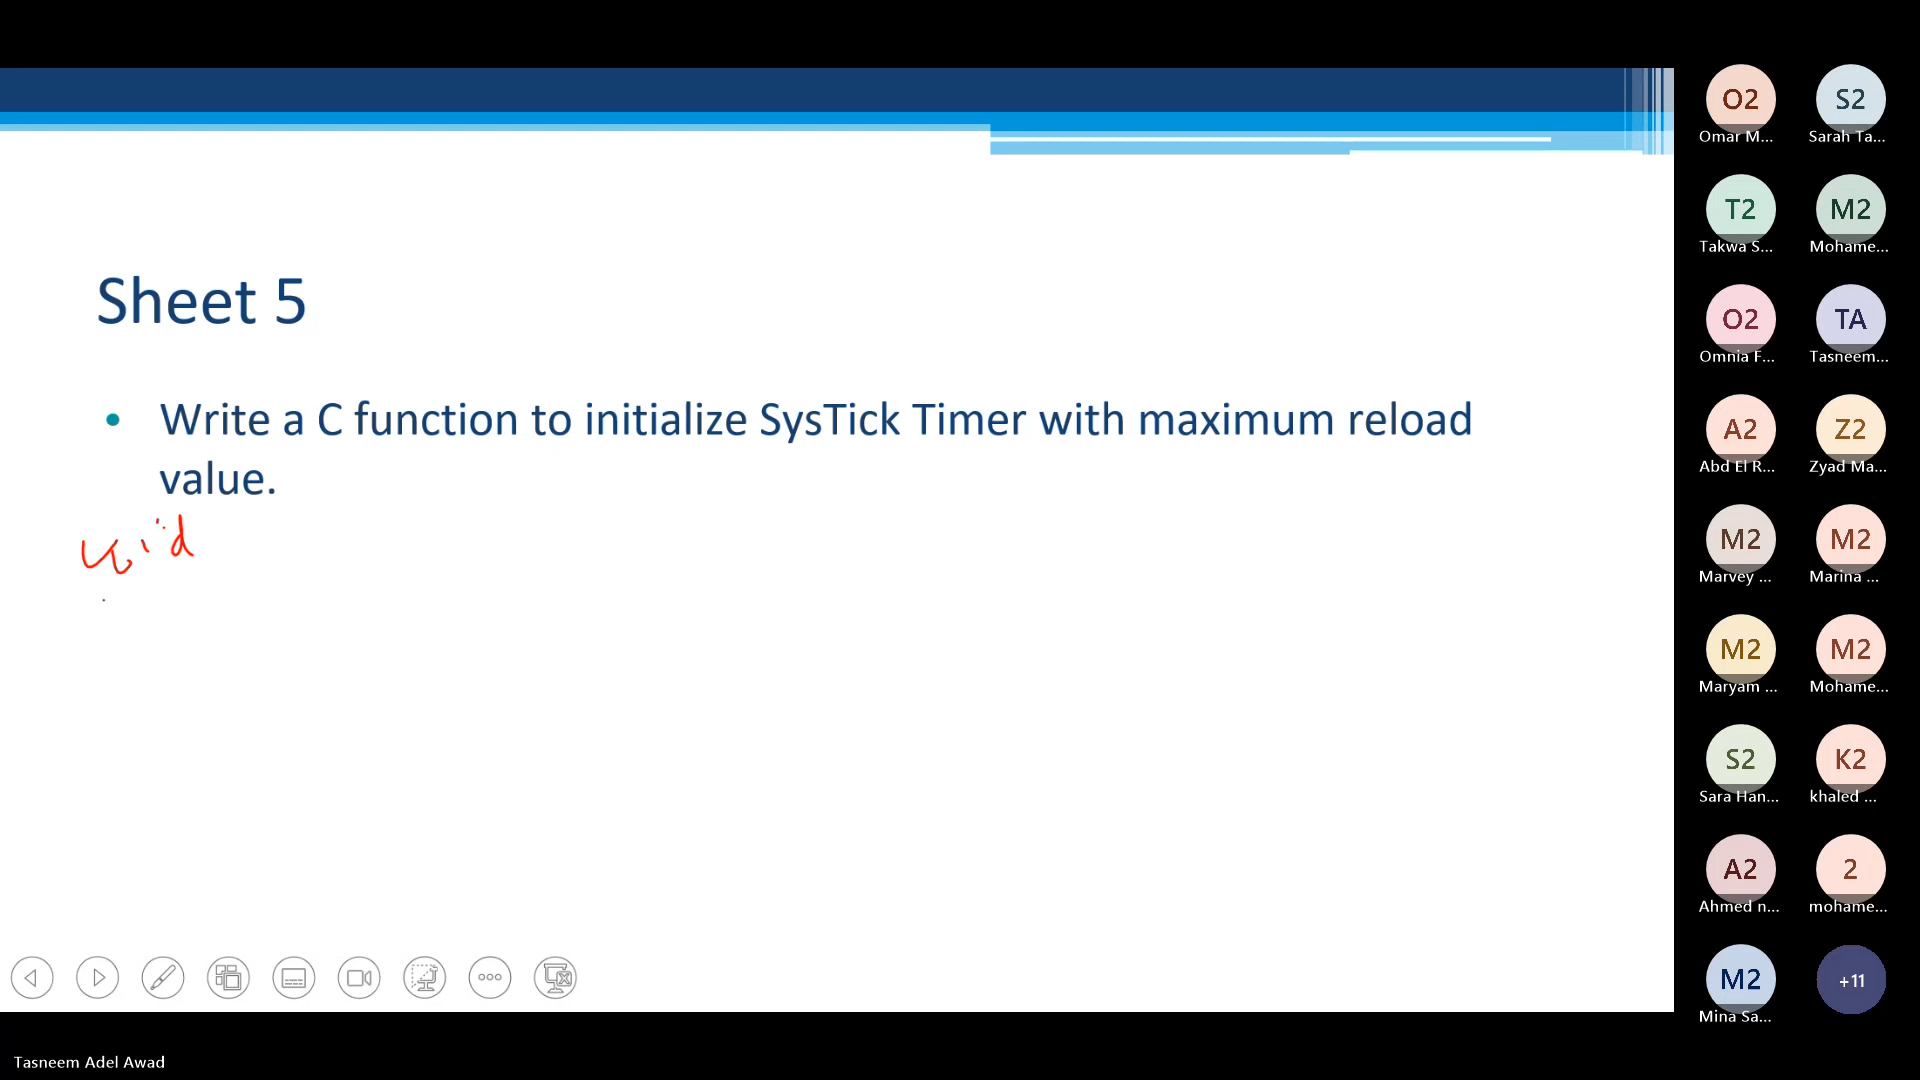 Sheet 5
• Write a C function to initialize SysTick Timer with maximum reload
value.
void
O2 S2
Omar M... Sarah Ta...
T2 M2
Takwa S... Mohame...
O2 TA
Omnia F... Tasneem...
A2 Z2
Abd El R... Zyad Ma...
M2 M2
Marvey ... Marina ...
M2 M2
Maryam ... Mohame...
S2 K2
Sara Han... khaled ...
A2 2
Ahmed n... mohame...
M2 +11
Mina Sa...
Tasneem Adel Awad